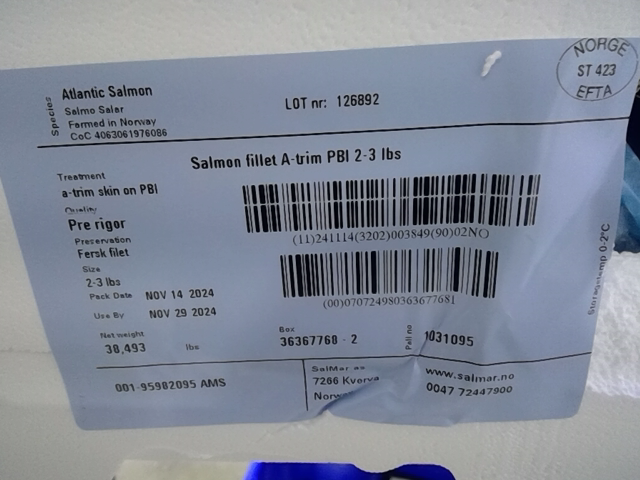 NORGE
ST 423
EFTA
Species
Atlantic Salmon
Salmo Salar
Farmed in Norway
CoC 4063061976086
LOT nr: 126892
Salmon fillet A-trim PBI 2-3 lbs
Treatment
a-trim skin on PBI
Quality
Pre rigor
Preservation
Fersk filet
Size
2-3 lbs
Pack Date NOV 14 2024
Use By NOV 29 2024
Net weight
38,493 lbs
(11)241114(3202)003849(90)02NO
(00)070724980363677681
Box
36367768 - 2
Pall no
1031095
Storagetemp 0-2°C
001-95982095 AMS
SalMar as
7266 Kverva
www.salmar.no
0047 72447900